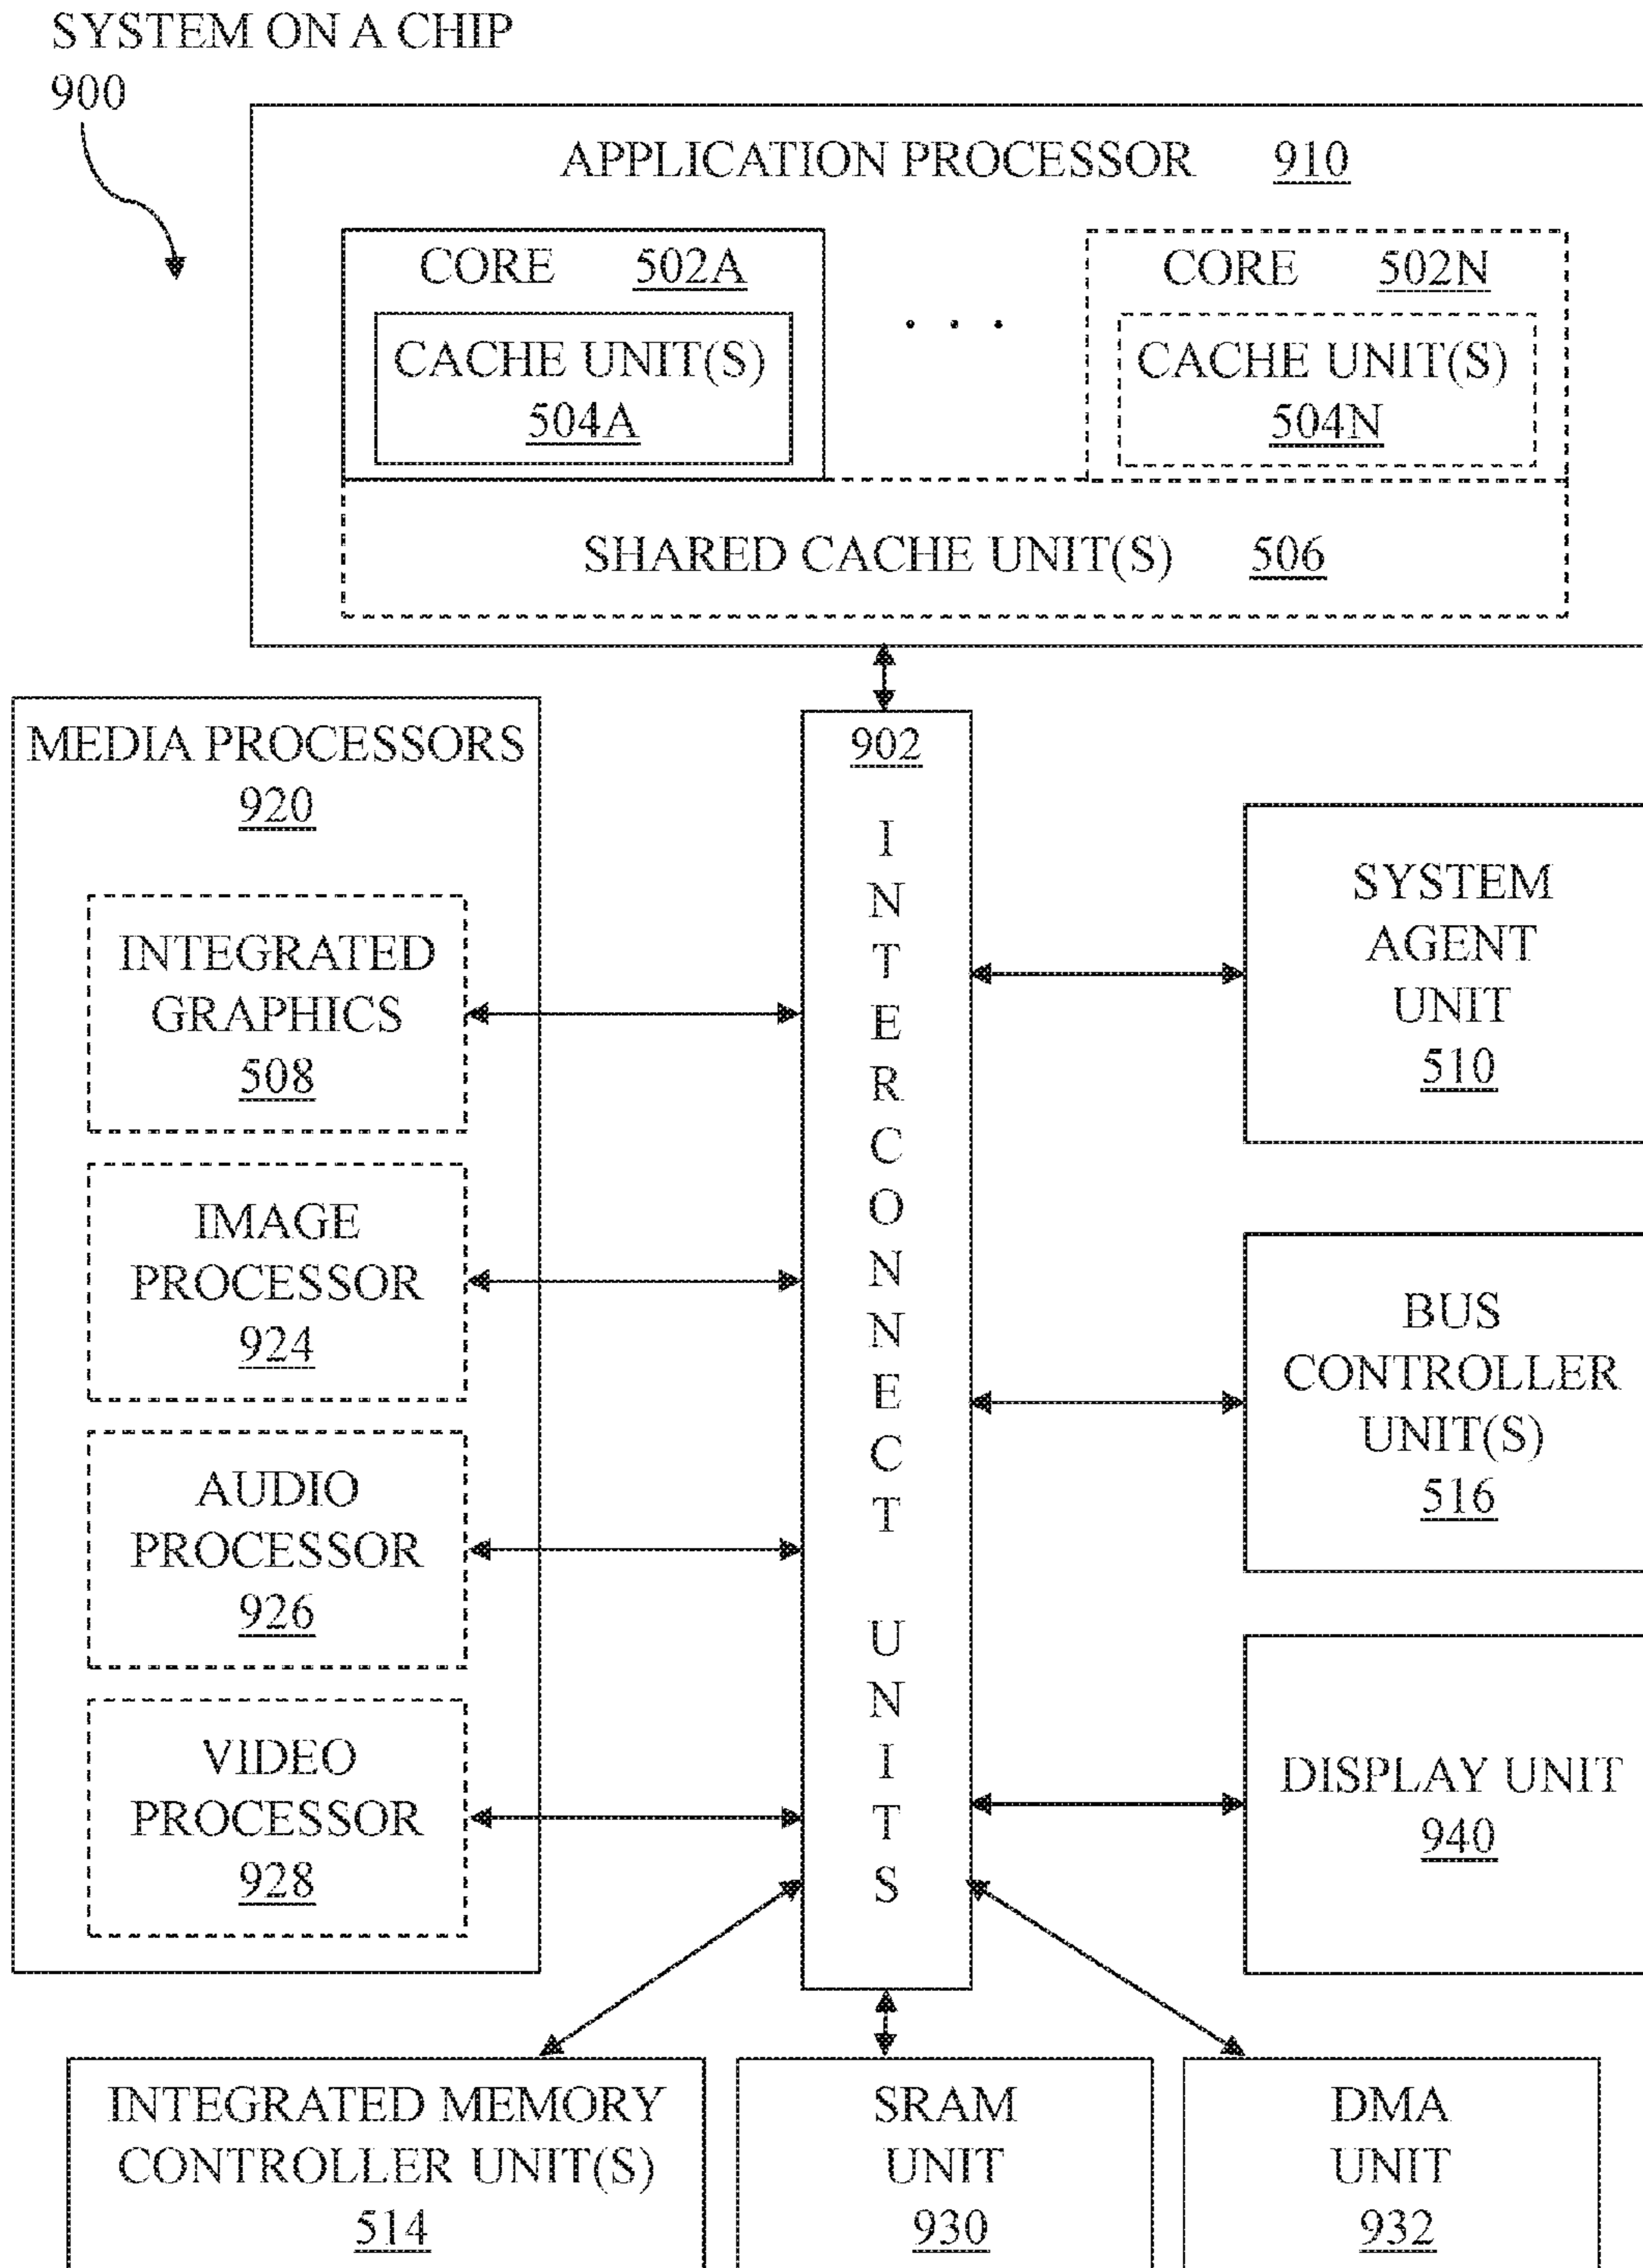 SYSTEM ON A CHIP
900
APPLICATION PROCESSOR 910
CORE 502A
CACHE UNIT(S)
504A
. . .
CORE 502N
CACHE UNIT(S)
504N
SHARED CACHE UNIT(S) 506
MEDIA PROCESSORS
920
INTEGRATED
GRAPHICS
508
IMAGE
PROCESSOR
924
AUDIO
PROCESSOR
926
VIDEO
PROCESSOR
928
902
INTERCONNECT UNITS
SYSTEM
AGENT
UNIT
510
BUS
CONTROLLER
UNIT(S)
516
DISPLAY UNIT
940
INTEGRATED MEMORY
CONTROLLER UNIT(S)
514
SRAM
UNIT
930
DMA
UNIT
932